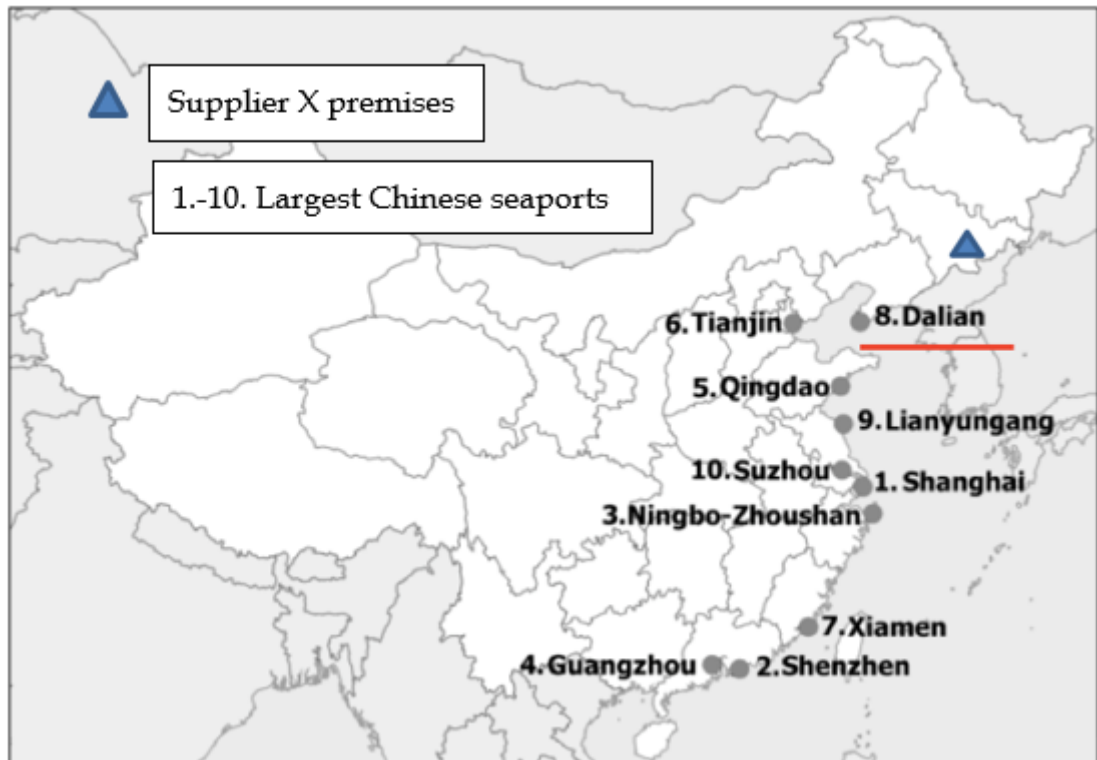 Supplier X premises
1.-10. Largest Chinese seaports
6.Tianjin
8.Dalian
5.Qingdao
9.Lianyungang
10.Suzhou
1. Shanghai
3.Ningbo-Zhoushan
7.Xiamen
4.Guangzhou
2.Shenzhen